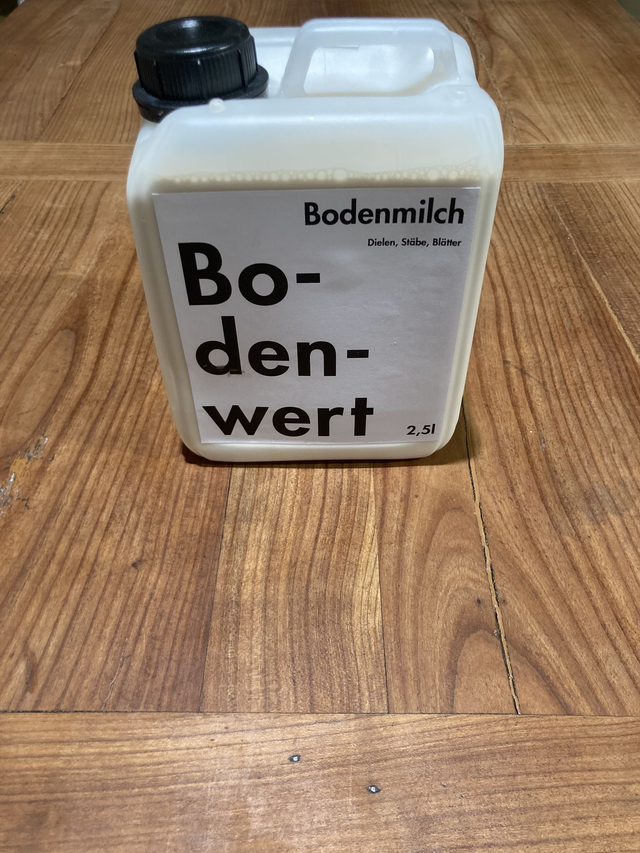 Bodenmilch
Dielen, Stäbe, Blätter
Bo-
den-
wert
2,5l